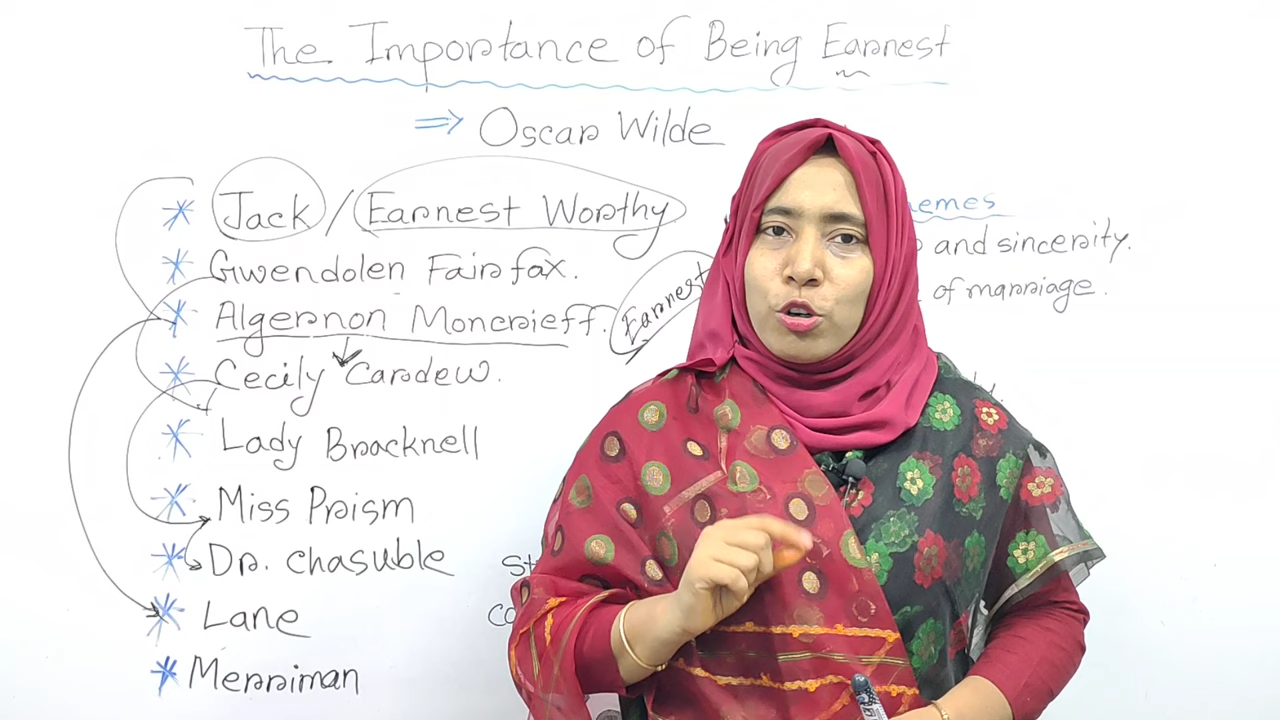 The Importance of Being Earnest
⇒ Oscar Wilde
Jack / Earnest Worthy
Gwendolen Fairfax.
Algernon Moncrieff.
Earnest
Cecily Cardew.
Lady Bracknell
Miss Prism
Dr. Chasuble
Lane
Merriman
and sincerity.
of marriage.